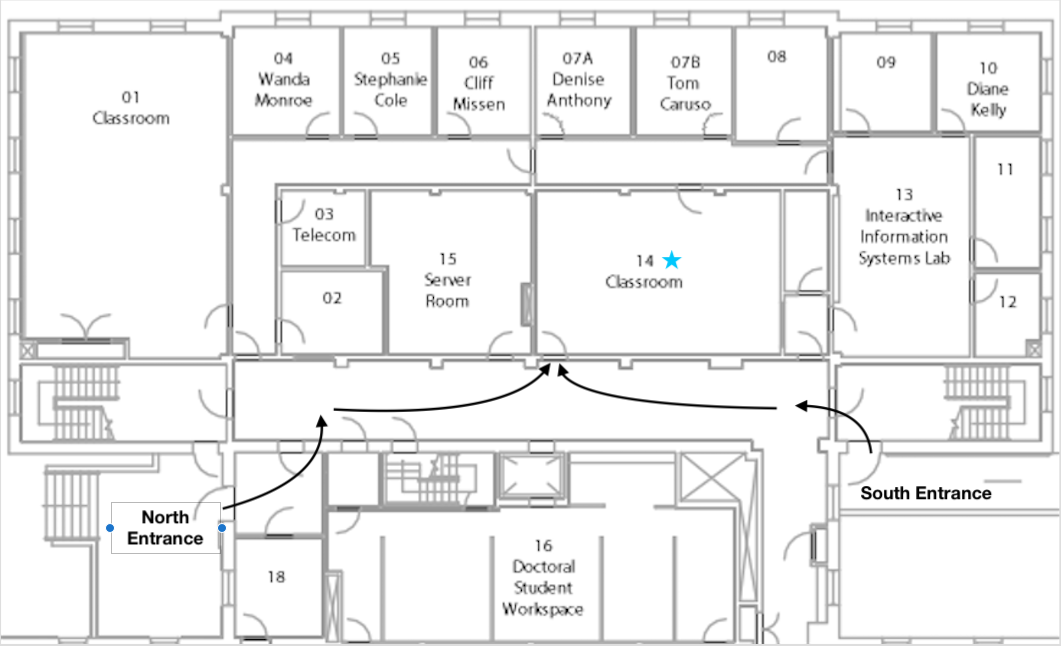 01
Classroom
04
Wanda
Monroe
05
Stephanie
Cole
06
Cliff
Missen
07A
Denise
Anthony
07B
Tom
Caruso
08
09
10
Diane
Kelly
11
13
Interactive
Information
Systems Lab
12
03
Telecom
02
15
Server
Room
14
Classroom
North
Entrance
South Entrance
18
16
Doctoral
Student
Workspace